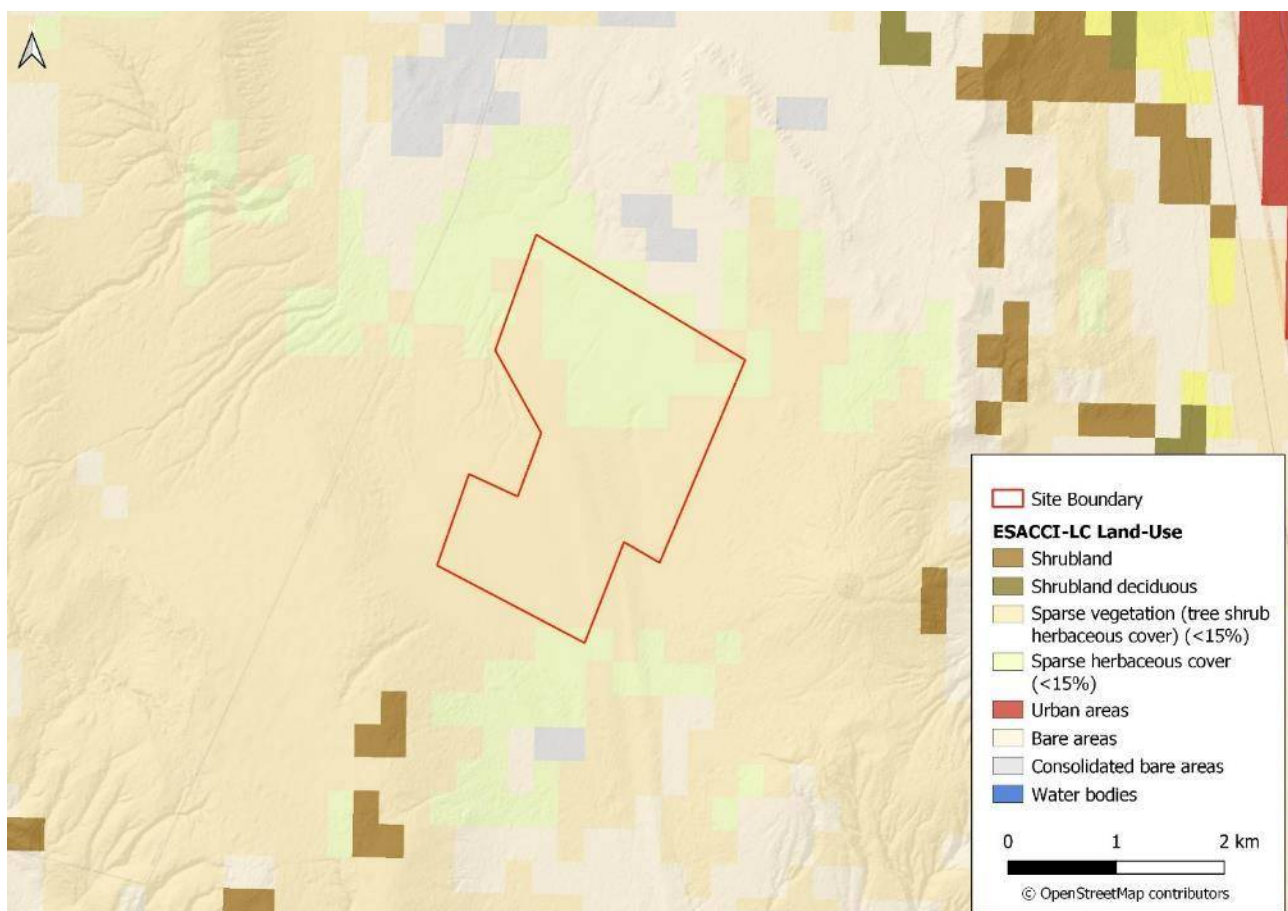 Site Boundary
ESACCI-LC Land-Use
Shrubland
Shrubland deciduous
Sparse vegetation (tree shrub
herbaceous cover) (<15%)
Sparse herbaceous cover
(<15%)
Urban areas
Bare areas
Consolidated bare areas
Water bodies
0 1 2 km
© OpenStreetMap contributors